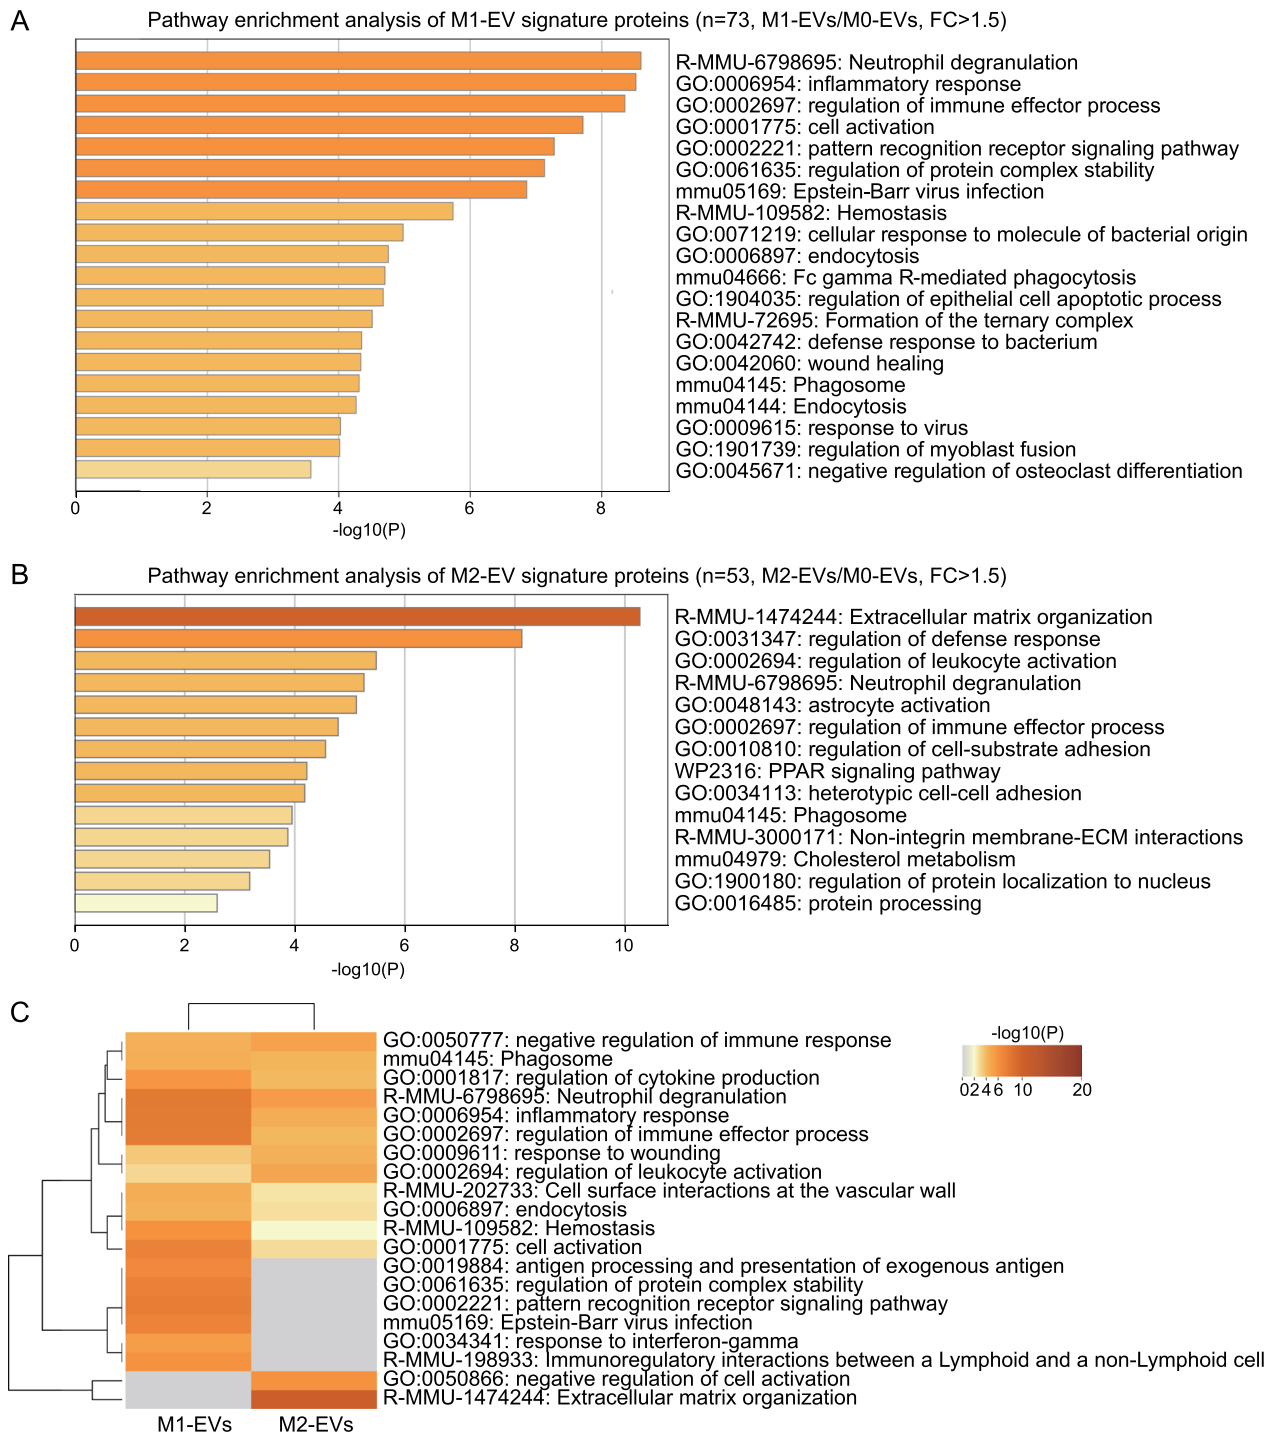 A
Pathway enrichment analysis of M1-EV signature proteins (n=73, M1-EVs/M0-EVs, FC>1.5)
R-MMU-6798695: Neutrophil degranulation
GO:0006954: inflammatory response
GO:0002697: regulation of immune effector process
GO:0001775: cell activation
GO:0002221: pattern recognition receptor signaling pathway
GO:0061635: regulation of protein complex stability
mmu05169: Epstein-Barr virus infection
R-MMU-109582: Hemostasis
GO:0071219: cellular response to molecule of bacterial origin
GO:0006897: endocytosis
mmu04666: Fc gamma R-mediated phagocytosis
GO:1904035: regulation of epithelial cell apoptotic process
R-MMU-72695: Formation of the ternary complex
GO:0042742: defense response to bacterium
GO:0042060: wound healing
mmu04145: Phagosome
mmu04144: Endocytosis
GO:0009615: response to virus
GO:1901739: regulation of myoblast fusion
GO:0045671: negative regulation of osteoclast differentiation
0 2 4 6 8
-log10(P)
B
Pathway enrichment analysis of M2-EV signature proteins (n=53, M2-EVs/M0-EVs, FC>1.5)
R-MMU-1474244: Extracellular matrix organization
GO:0031347: regulation of defense response
GO:0002694: regulation of leukocyte activation
R-MMU-6798695: Neutrophil degranulation
GO:0048143: astrocyte activation
GO:0002697: regulation of immune effector process
GO:0010810: regulation of cell-substrate adhesion
WP2316: PPAR signaling pathway
GO:0034113: heterotypic cell-cell adhesion
mmu04145: Phagosome
R-MMU-3000171: Non-integrin membrane-ECM interactions
mmu04979: Cholesterol metabolism
GO:1900180: regulation of protein localization to nucleus
GO:0016485: protein processing
0 2 4 6 8 10
-log10(P)
C
GO:0050777: negative regulation of immune response
mmu04145: Phagosome
GO:0001817: regulation of cytokine production
R-MMU-6798695: Neutrophil degranulation
GO:0006954: inflammatory response
GO:0002697: regulation of immune effector process
GO:0009611: response to wounding
GO:0002694: regulation of leukocyte activation
R-MMU-202733: Cell surface interactions at the vascular wall
GO:0006897: endocytosis
R-MMU-109582: Hemostasis
GO:0001775: cell activation
GO:0019884: antigen processing and presentation of exogenous antigen
GO:0061635: regulation of protein complex stability
GO:0002221: pattern recognition receptor signaling pathway
mmu05169: Epstein-Barr virus infection
GO:0034341: response to interferon-gamma
R-MMU-198933: Immunoregulatory interactions between a Lymphoid and a non-Lymphoid cell
GO:0050866: negative regulation of cell activation
R-MMU-1474244: Extracellular matrix organization
M1-EVs M2-EVs
-log10(P)
0 2 4 6 10 20